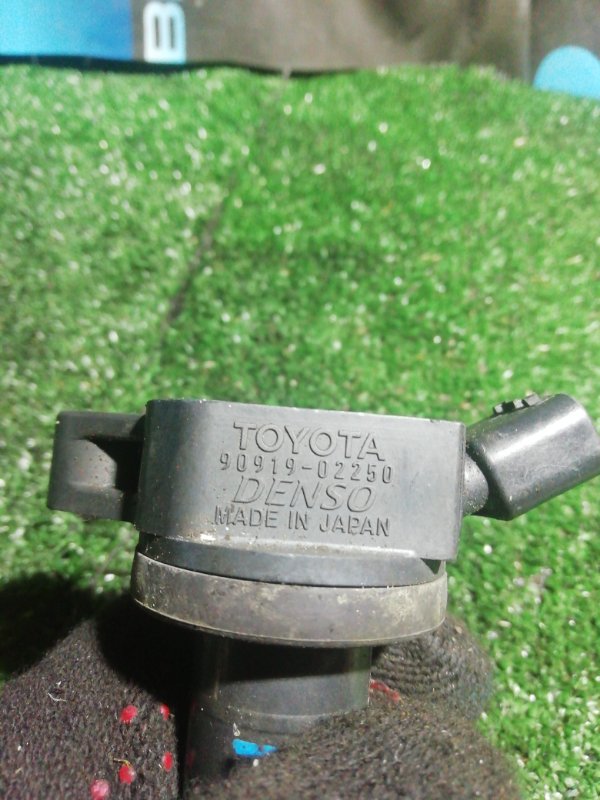 B
TOYOTA
90919-02250
DENSO
MADE IN JAPAN